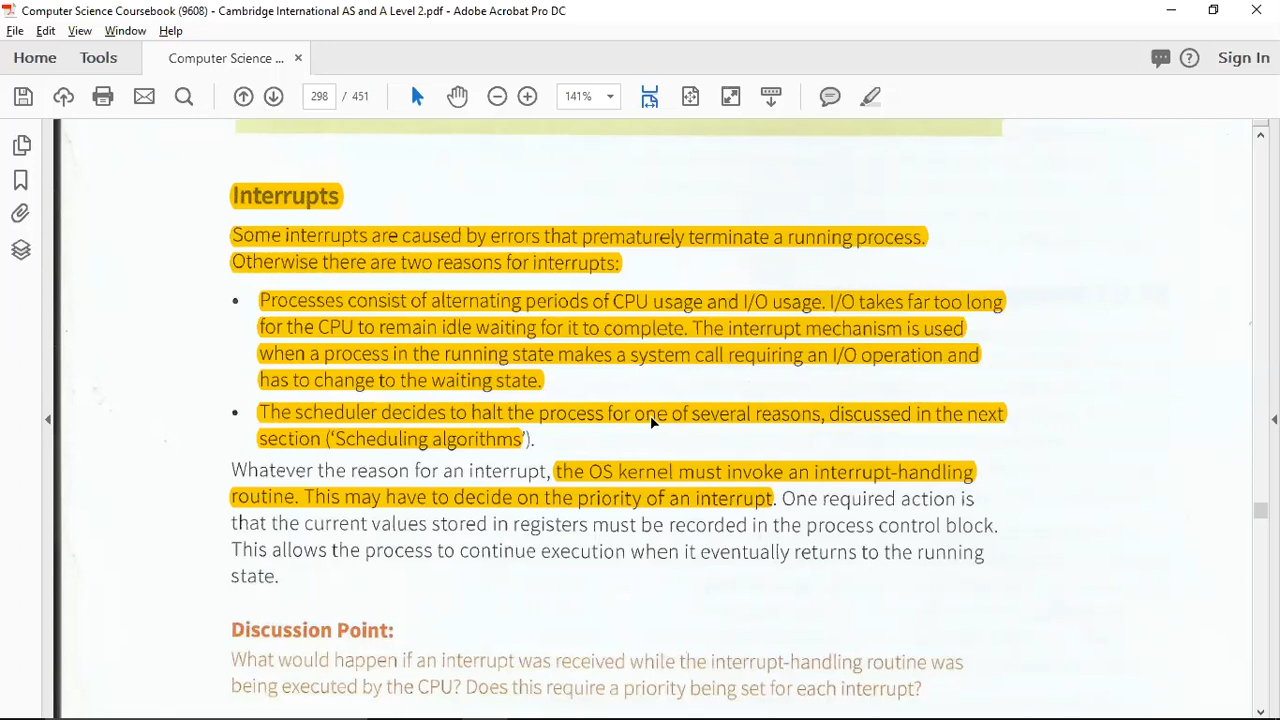 Computer Science Coursebook (9608) - Cambridge International AS and A Level 2.pdf - Adobe Acrobat Pro DC
File Edit View Window Help
Home Tools Computer Science ... × Sign In
298 / 451 141%
Interrupts
Some interrupts are caused by errors that prematurely terminate a running process.
Otherwise there are two reasons for interrupts:
• Processes consist of alternating periods of CPU usage and I/O usage. I/O takes far too long
for the CPU to remain idle waiting for it to complete. The interrupt mechanism is used
when a process in the running state makes a system call requiring an I/O operation and
has to change to the waiting state.
• The scheduler decides to halt the process for one of several reasons, discussed in the next
section (‘Scheduling algorithms’).
Whatever the reason for an interrupt, the OS kernel must invoke an interrupt-handling
routine. This may have to decide on the priority of an interrupt. One required action is
that the current values stored in registers must be recorded in the process control block.
This allows the process to continue execution when it eventually returns to the running
state.
Discussion Point:
What would happen if an interrupt was received while the interrupt-handling routine was
being executed by the CPU? Does this require a priority being set for each interrupt?